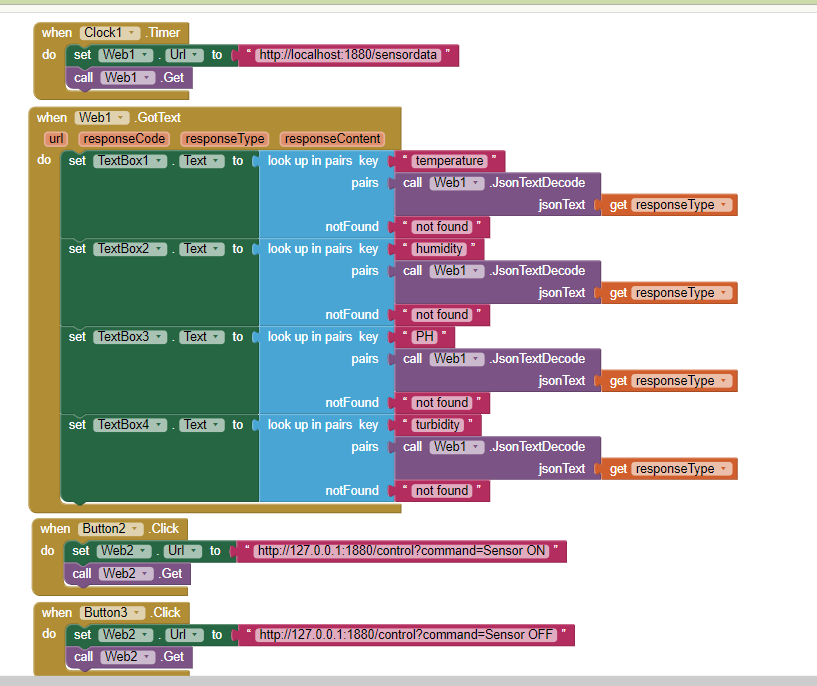 when Clock1 .Timer
do set Web1 . Url to " http://localhost:1880/sensordata "
call Web1 .Get
when Web1 .GotText
url responseCode responseType responseContent
do set TextBox1 . Text to look up in pairs key " temperature "
pairs call Web1 .JsonTextDecode
jsonText get responseType
notFound " not found "
set TextBox2 . Text to look up in pairs key " humidity "
pairs call Web1 .JsonTextDecode
jsonText get responseType
notFound " not found "
set TextBox3 . Text to look up in pairs key " PH "
pairs call Web1 .JsonTextDecode
jsonText get responseType
notFound " not found "
set TextBox4 . Text to look up in pairs key " turbidity "
pairs call Web1 .JsonTextDecode
jsonText get responseType
notFound " not found "
when Button2 .Click
do set Web2 . Url to " http://127.0.0.1:1880/control?command=Sensor ON "
call Web2 .Get
when Button3 .Click
do set Web2 . Url to " http://127.0.0.1:1880/control?command=Sensor OFF "
call Web2 .Get